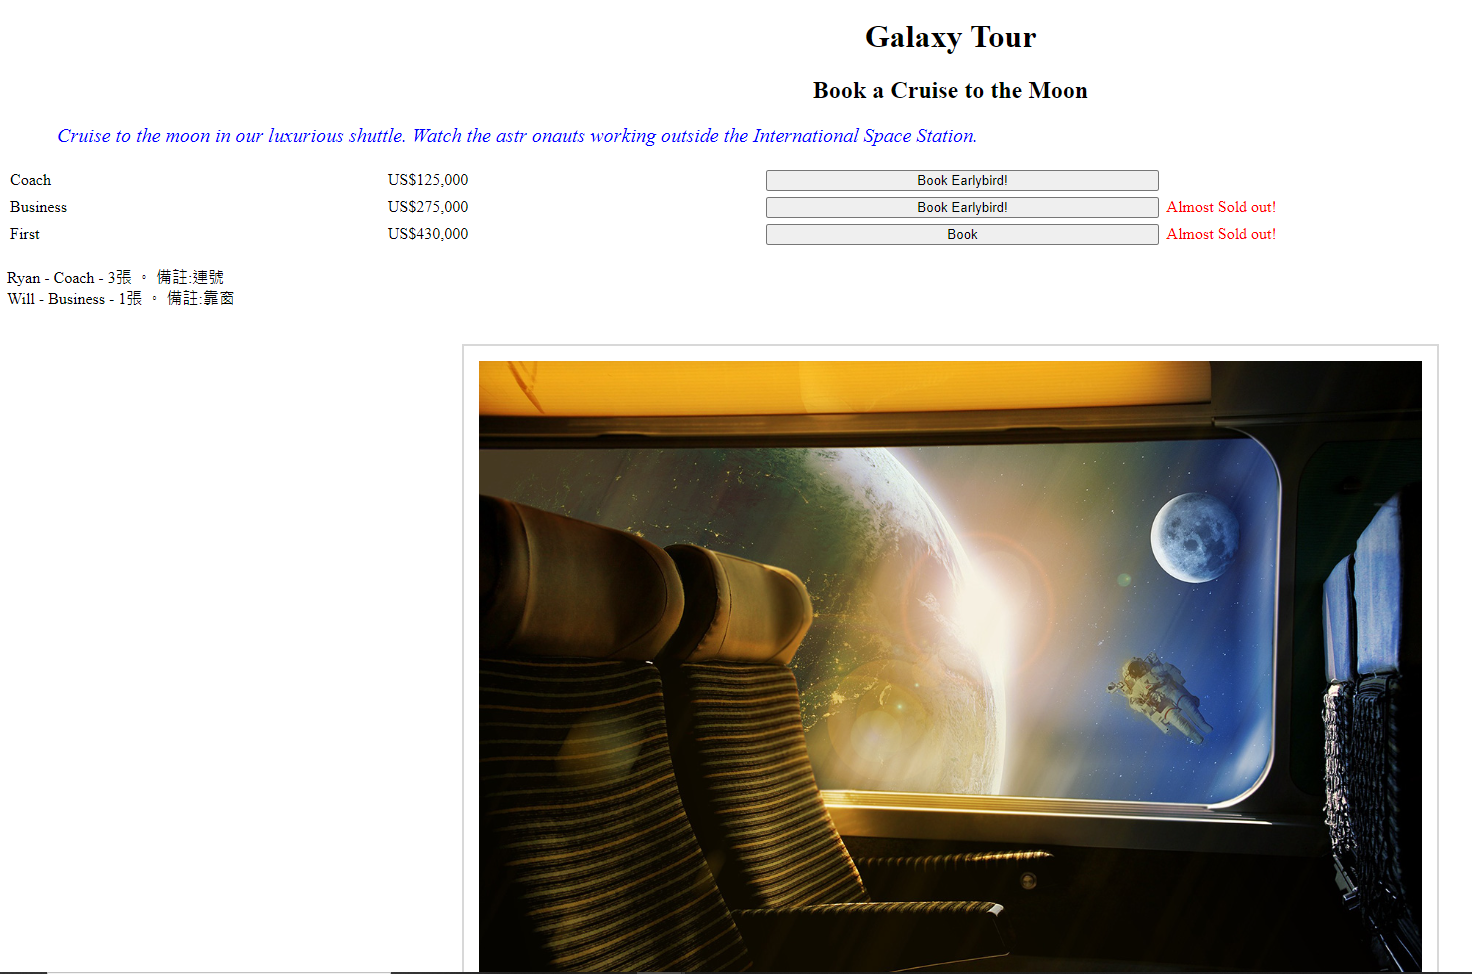 Galaxy Tour
Book a Cruise to the Moon
Cruise to the moon in our luxurious shuttle. Watch the astr onauts working outside the International Space Station.
Coach US$125,000 Book Earlybird!
Business US$275,000 Book Earlybird! Almost Sold out!
First US$430,000 Book Almost Sold out!
Ryan - Coach - 3張 。 備註:連號
Will - Business - 1張 。 備註:靠窗